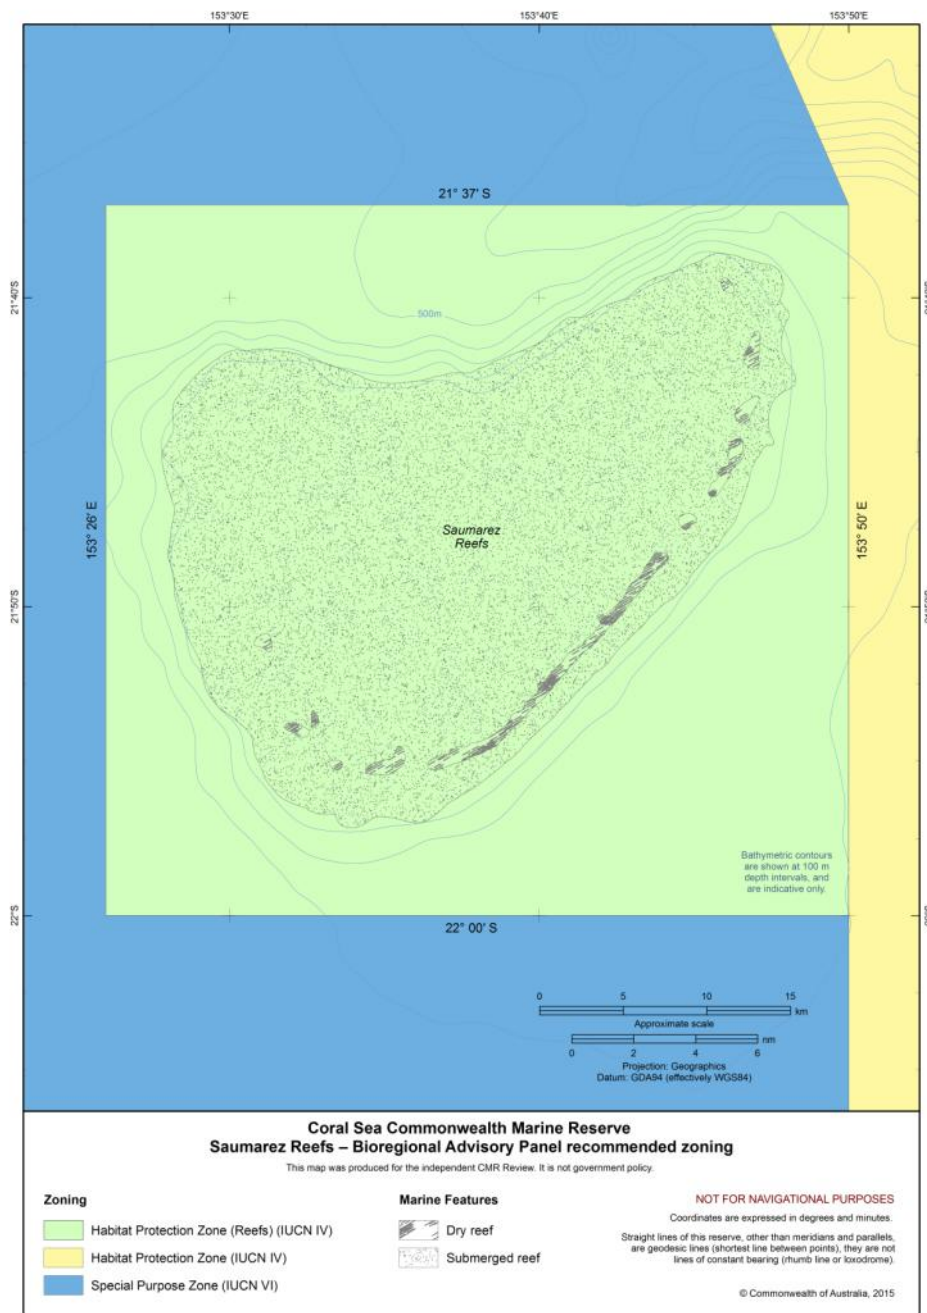 153°30'E
153°40'E
153°50'E
21° 37' S
21°40'S
21°40'S
500m
153° 26' E
Saumarez
Reefs
153° 50' E
21°50'S
21°50'S
Bathymetric contours
are shown at 100 m
depth intervals, and
are indicative only.
22°S
22°S
22° 00' S
0 5 10 15
km
Approximate scale
nm
0 2 4 6
Projection: Geographics
Datum: GDA94 (effectively WGS84)
Coral Sea Commonwealth Marine Reserve
Saumarez Reefs – Bioregional Advisory Panel recommended zoning
This map was produced for the independent CMR Review. It is not government policy.
Zoning
Habitat Protection Zone (Reefs) (IUCN IV)
Habitat Protection Zone (IUCN IV)
Special Purpose Zone (IUCN VI)
Marine Features
Dry reef
Submerged reef
NOT FOR NAVIGATIONAL PURPOSES
Coordinates are expressed in degrees and minutes.
Straight lines of this reserve, other than meridians and parallels,
are geodesic lines (shortest line between points), they are not
lines of constant bearing (rhumb line or loxodrome).
© Commonwealth of Australia, 2015